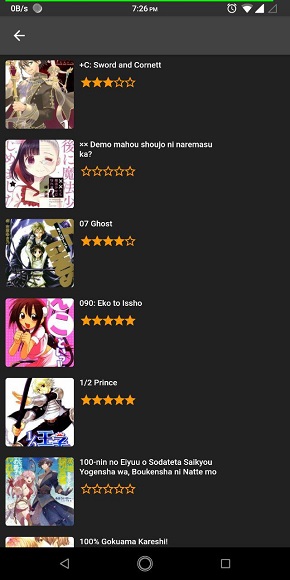 0B/s
7:26 PM
+C: Sword and Cornett
×× Demo mahou shoujo ni naremasu
ka?
07 Ghost
090: Eko to Issho
1/2 Prince
100-nin no Eiyuu o Sodateta Saikyou
Yogensha wa, Boukensha ni Natte mo
100% Gokuama Kareshi!